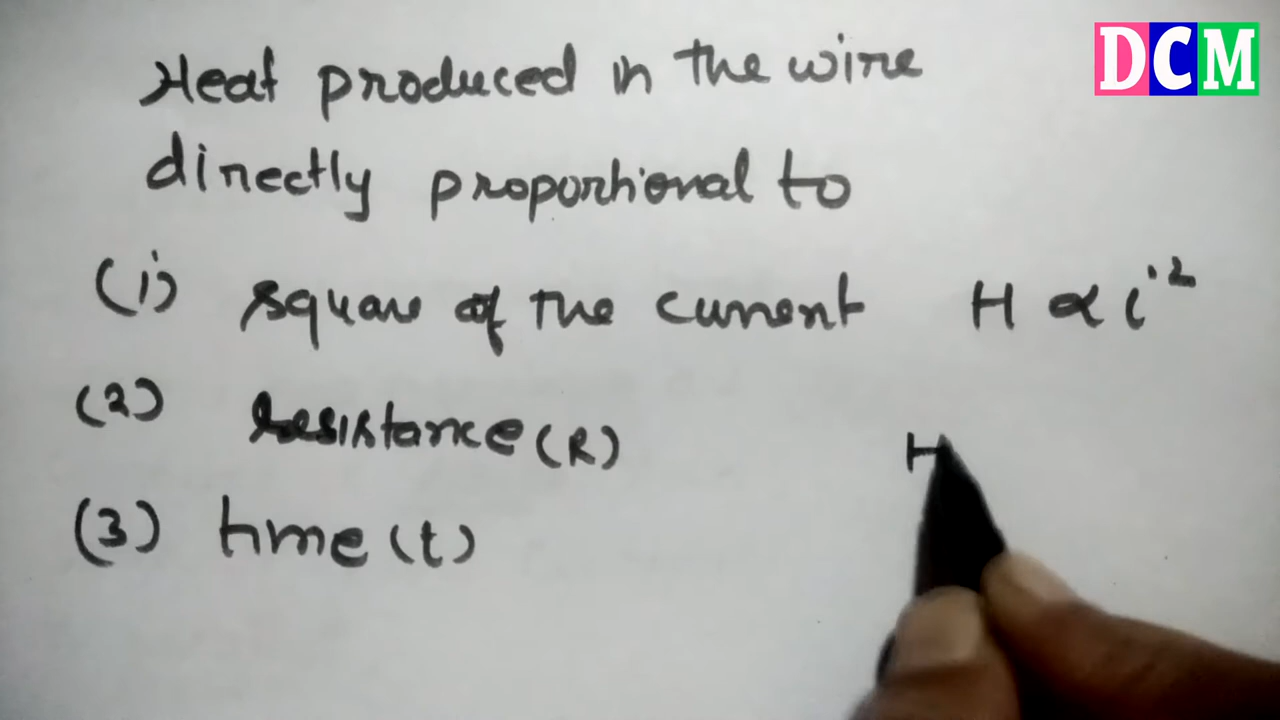 DCM
Heat produced in the wire
directly proportional to
(1) square of the current H ∝ i²
(2) resistance (R) H
(3) time (t)